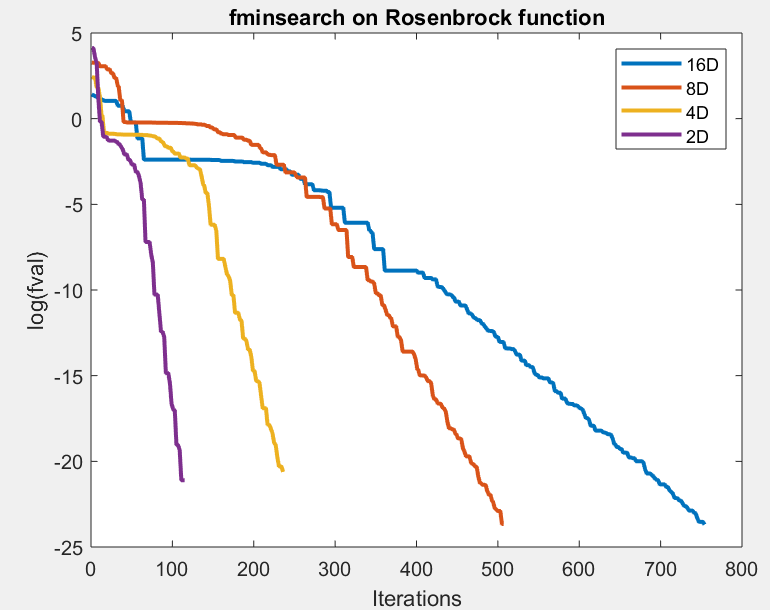 fminsearch on Rosenbrock function
16D
8D
4D
2D
5
0
-5
-10
-15
-20
-25
log(fval)
0 100 200 300 400 500 600 700 800
Iterations